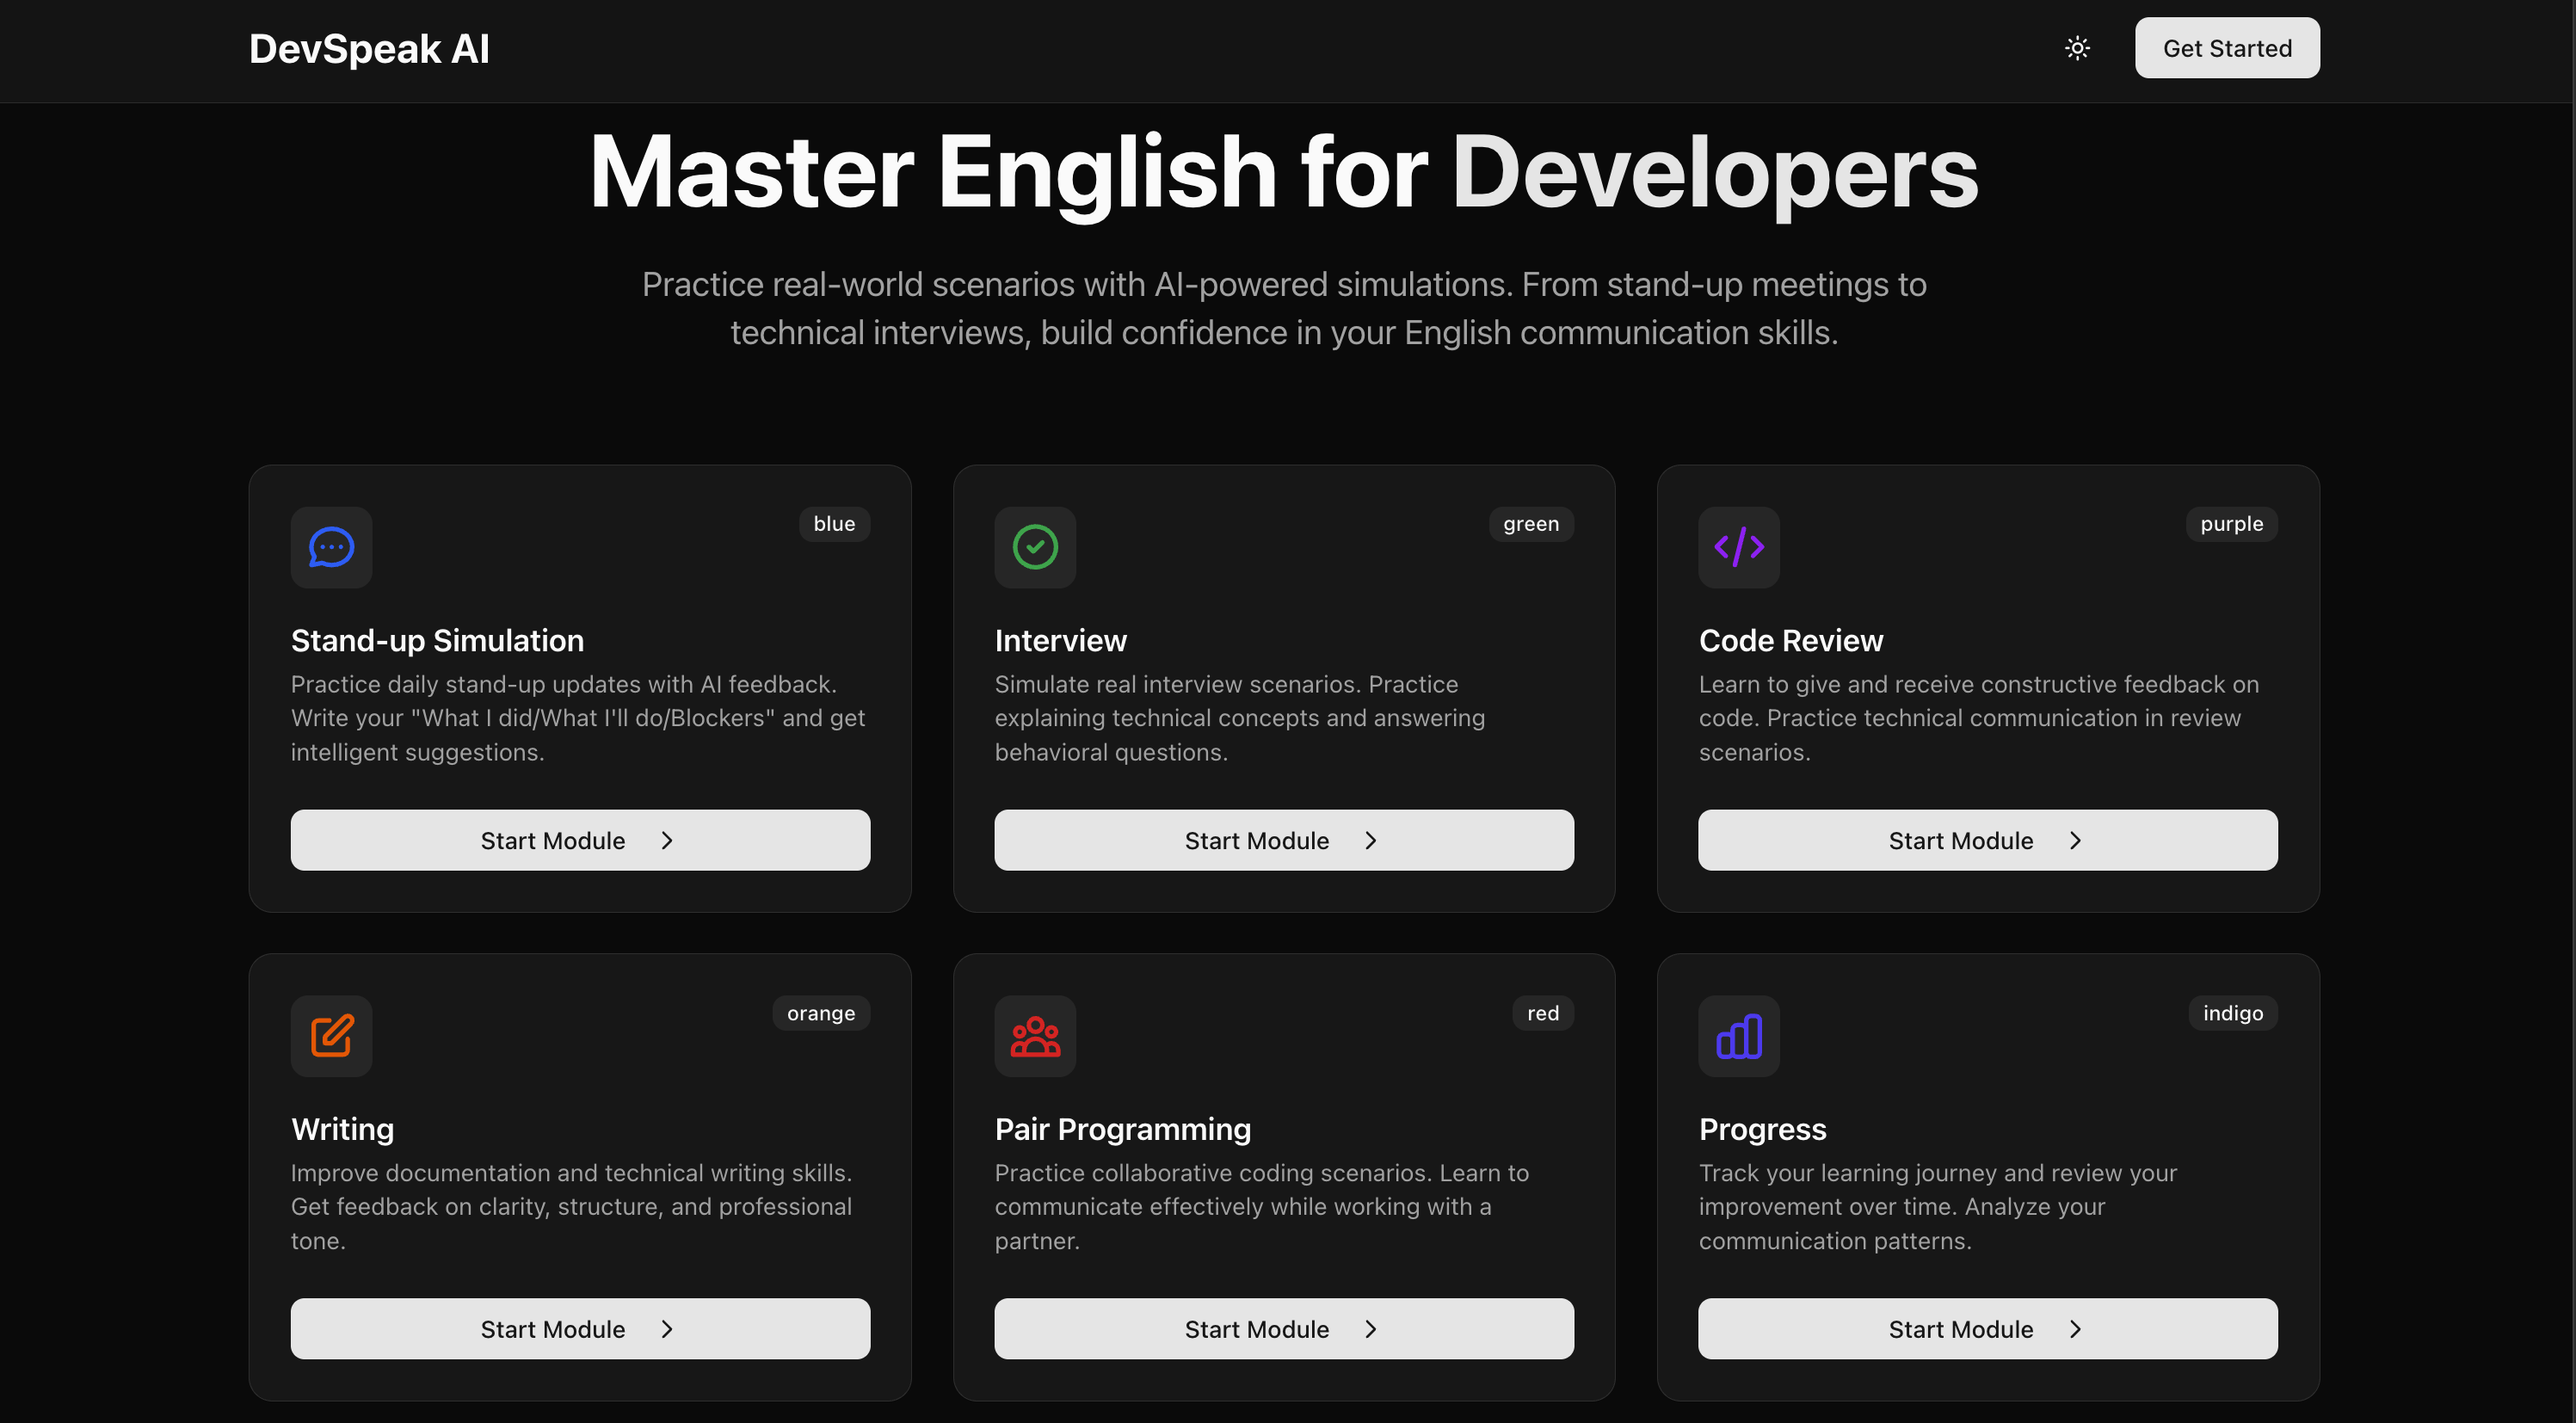 DevSpeak AI
Get Started
Master English for Developers
Practice real-world scenarios with AI-powered simulations. From stand-up meetings to
technical interviews, build confidence in your English communication skills.
blue
Stand-up Simulation
Practice daily stand-up updates with AI feedback.
Write your "What I did/What I'll do/Blockers" and get
intelligent suggestions.
Start Module
green
Interview
Simulate real interview scenarios. Practice
explaining technical concepts and answering
behavioral questions.
Start Module
purple
Code Review
Learn to give and receive constructive feedback on
code. Practice technical communication in review
scenarios.
Start Module
orange
Writing
Improve documentation and technical writing skills.
Get feedback on clarity, structure, and professional
tone.
Start Module
red
Pair Programming
Practice collaborative coding scenarios. Learn to
communicate effectively while working with a
partner.
Start Module
indigo
Progress
Track your learning journey and review your
improvement over time. Analyze your
communication patterns.
Start Module